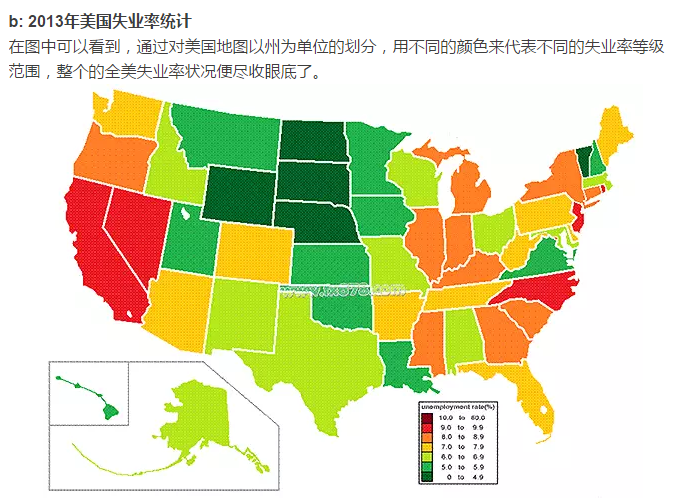 b: 2013年美国失业率统计
在图中可以看到，通过对美国地图以州为单位的划分，用不同的颜色来代表不同的失业率等级
范围，整个的全美失业率状况便尽收眼底了。
unemployment rate(%)
10.0 to 60.0
9.0 to 9.9
8.0 to 8.9
7.0 to 7.9
6.0 to 6.9
5.0 to 5.9
0 to 4.9